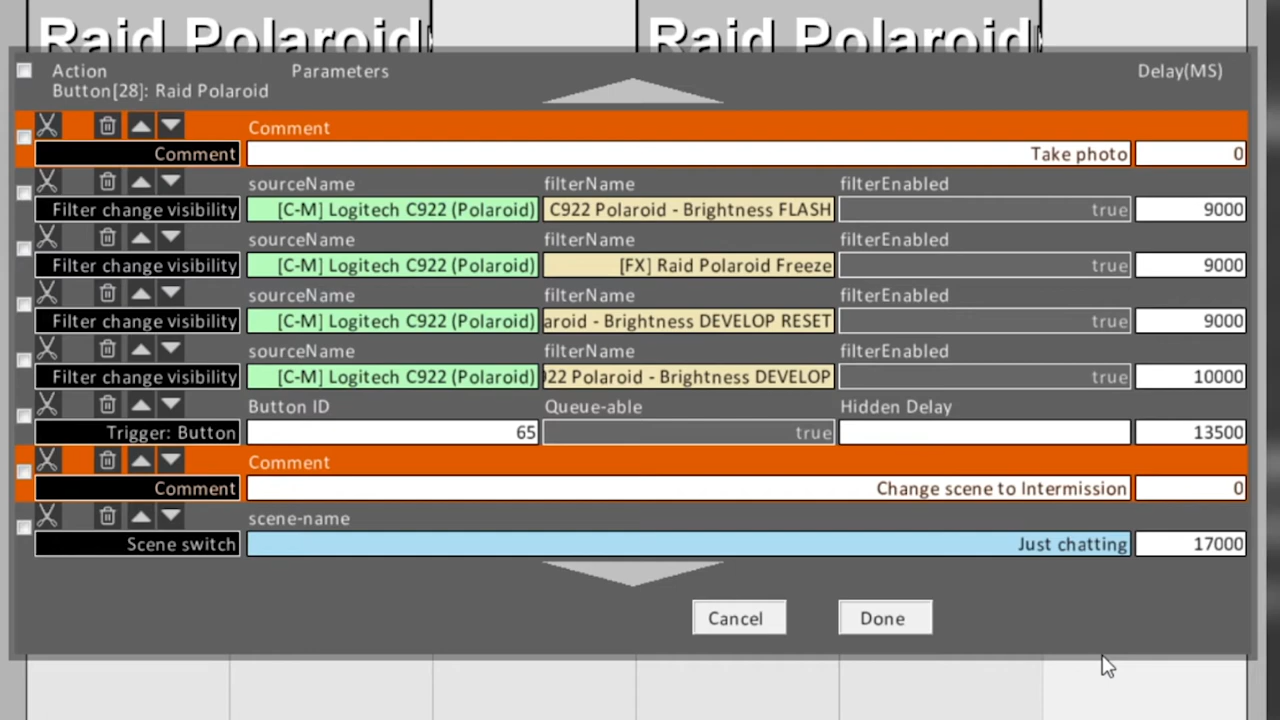 Raid Polaroid Raid Polaroid
Action Parameters Delay(MS)
Button[28]: Raid Polaroid
Comment
Comment Take photo 0
sourceName filterName filterEnabled
Filter change visibility [C-M] Logitech C922 (Polaroid) C922 Polaroid - Brightness FLASH true 9000
sourceName filterName filterEnabled
Filter change visibility [C-M] Logitech C922 (Polaroid) [FX] Raid Polaroid Freeze true 9000
sourceName filterName filterEnabled
Filter change visibility [C-M] Logitech C922 (Polaroid) aroid - Brightness DEVELOP RESET true 9000
sourceName filterName filterEnabled
Filter change visibility [C-M] Logitech C922 (Polaroid) 22 Polaroid - Brightness DEVELOP true 10000
Button ID Queue-able Hidden Delay
Trigger: Button 65 true 13500
Comment
Comment Change scene to Intermission 0
scene-name
Scene switch Just chatting 17000
Cancel Done